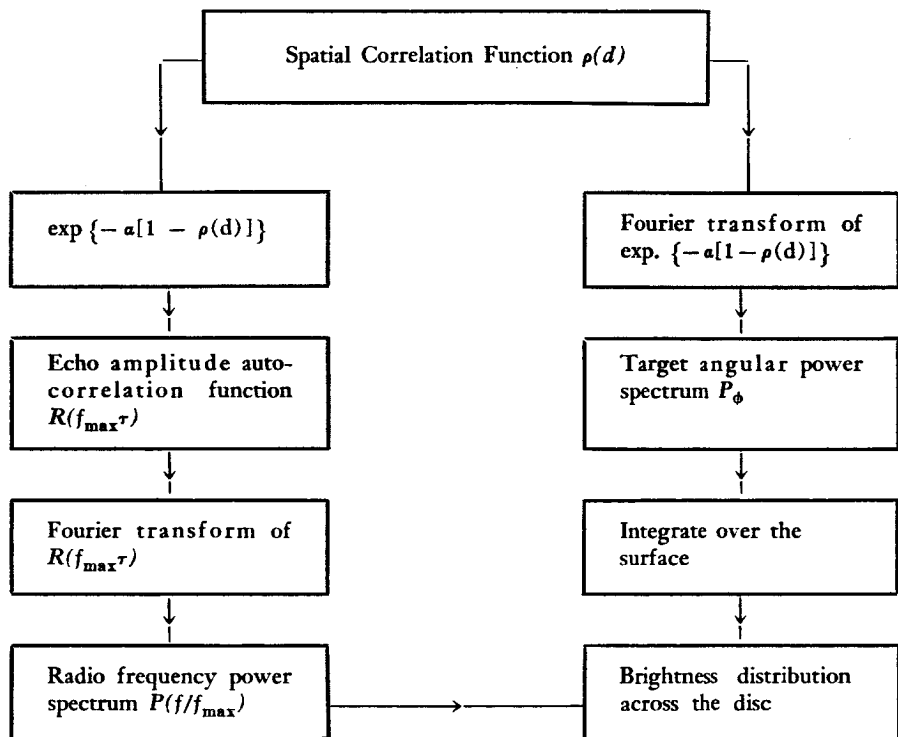 Spatial Correlation Function ρ(d)
exp {− α[1 − ρ(d)]}
Echo amplitude auto-
correlation function
R(f_max τ)
Fourier transform of
R(f_max τ)
Radio frequency power
spectrum P(f/f_max)
Fourier transform of
exp. {−α[1−ρ(d)]}
Target angular power
spectrum P_ϕ
Integrate over the
surface
Brightness distribution
across the disc